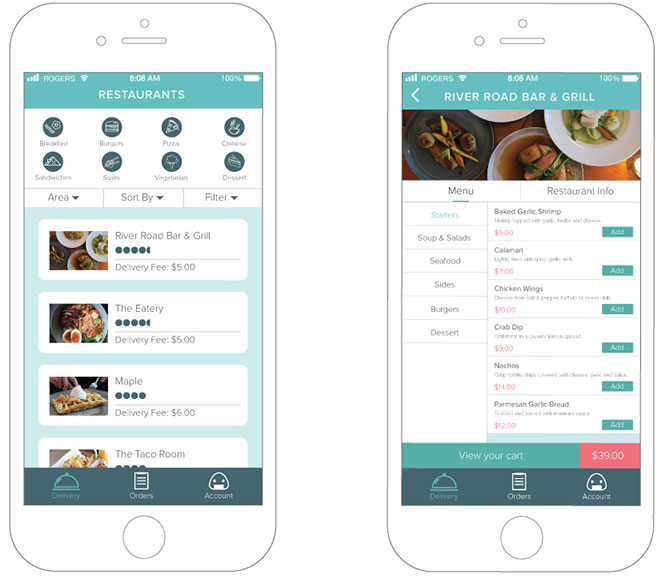 ROGERS 8:08 AM 100%
RESTAURANTS
Breakfast Burgers Pizza Chinese
Sandwiches Sushi Vegetarian Dessert
Area Sort By Filter
River Road Bar & Grill
Delivery Fee: $5.00
The Eatery
Delivery Fee: $5.00
Maple
Delivery Fee: $6.00
The Taco Room
Delivery Orders Account
ROGERS 8:08 AM 100%
RIVER ROAD BAR & GRILL
Menu Restaurant Info
Starters
Soup & Salads
Seafood
Sides
Burgers
Dessert
Baked Garlic Shrimp
Shrimp topped with garlic, herbs and cheese
$9.00 Add
Calamari
Lightly fried with spicy garlic aioli
$11.00 Add
Chicken Wings
Choose from salt & pepper, buffalo or sweet chili
$10.00 Add
Crab Dip
Crabmeat in a creamy lemon spread
$9.00 Add
Nachos
Crisp tortilla chips covered with cheese, and salsa
$14.00 Add
Parmesan Garlic Bread
Toasted and served with marinara sauce
$12.00 Add
View your cart $39.00
Delivery Orders Account